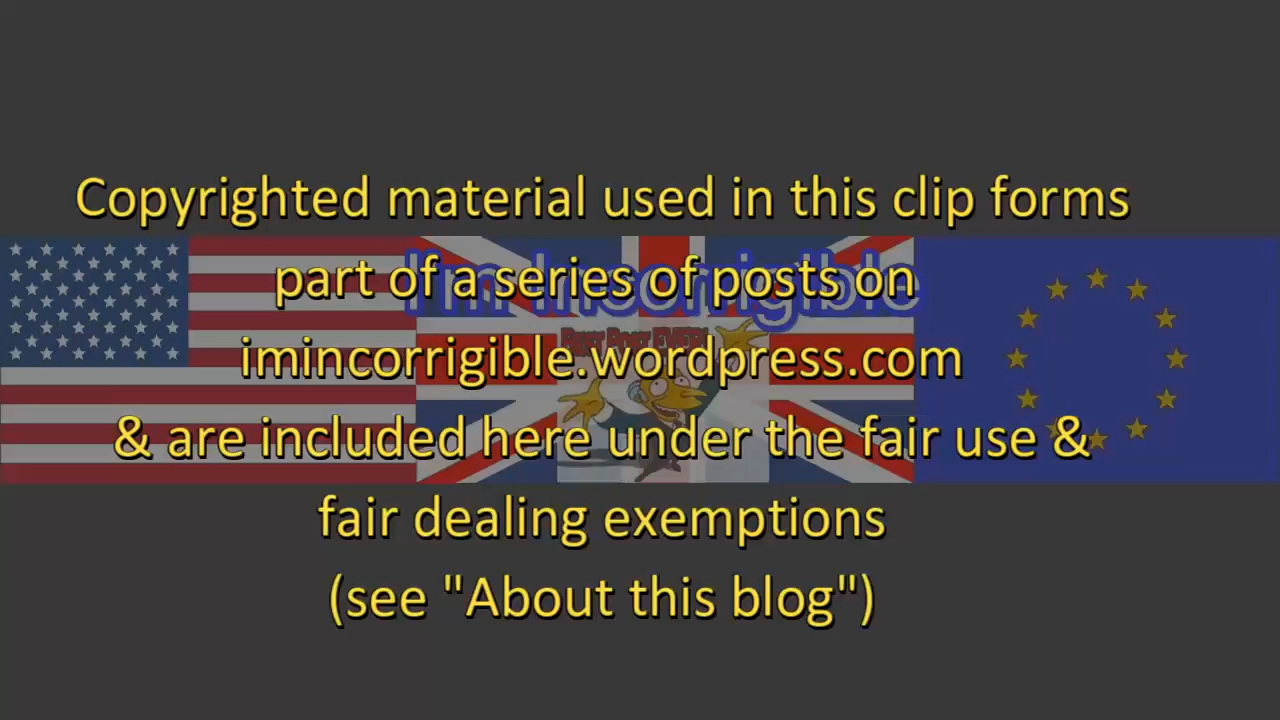 Copyrighted material used in this clip forms
part of a series of posts on
I'm Incorrigible
imincorrigible.wordpress.com
& are included here under the fair use &
fair dealing exemptions
(see "About this blog")